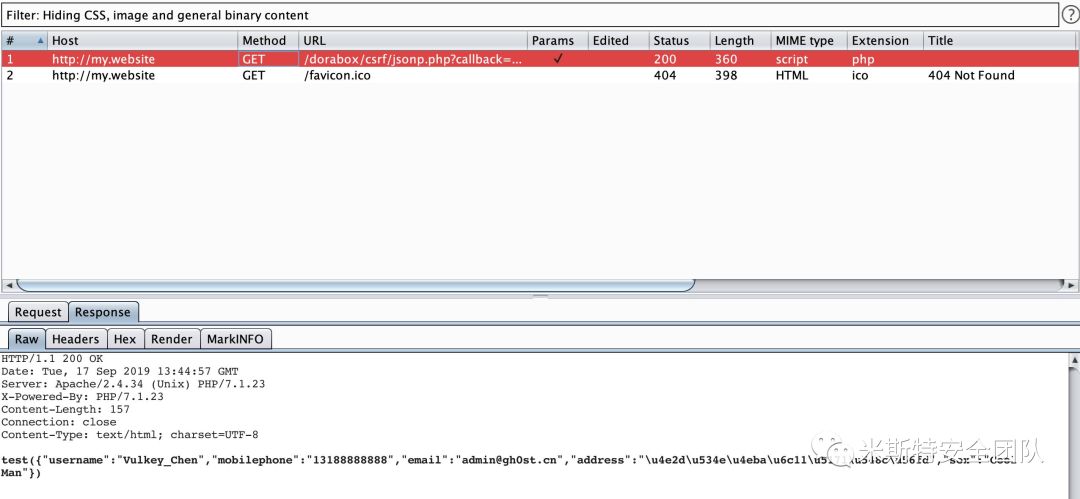 Filter: Hiding CSS, image and general binary content
# Host Method URL Params Edited Status Length MIME type Extension Title
1 http://my.website GET /dorabox/csrf/jsonp.php?callback=... ✓ 200 360 script php
2 http://my.website GET /favicon.ico 404 398 HTML ico 404 Not Found
Request Response
Raw Headers Hex Render MarkINFO
HTTP/1.1 200 OK
Date: Tue, 17 Sep 2019 13:44:57 GMT
Server: Apache/2.4.34 (Unix) PHP/7.1.23
X-Powered-By: PHP/7.1.23
Content-Length: 157
Connection: close
Content-Type: text/html; charset=UTF-8
test({"username":"Vulkey_Chen","mobilephone":"13188888888","email":"admin@gh0st.cn","address":"\u4e2d\u534e\u4eba\u6c11
Man"})
米斯特安全团队